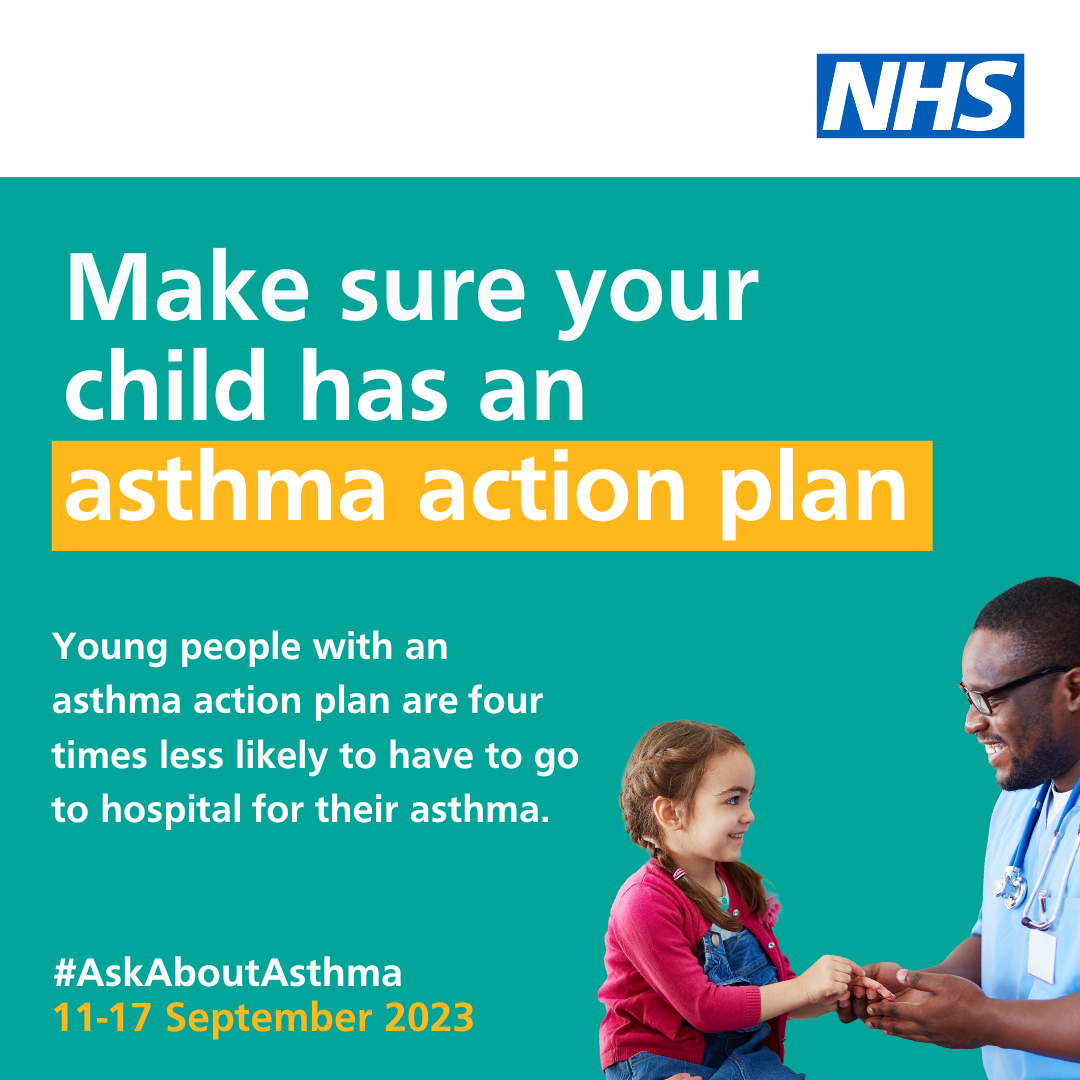 NHS
Make sure your
child has an
asthma action plan
Young people with an
asthma action plan are four
times less likely to have to go
to hospital for their asthma.
#AskAboutAsthma
11-17 September 2023